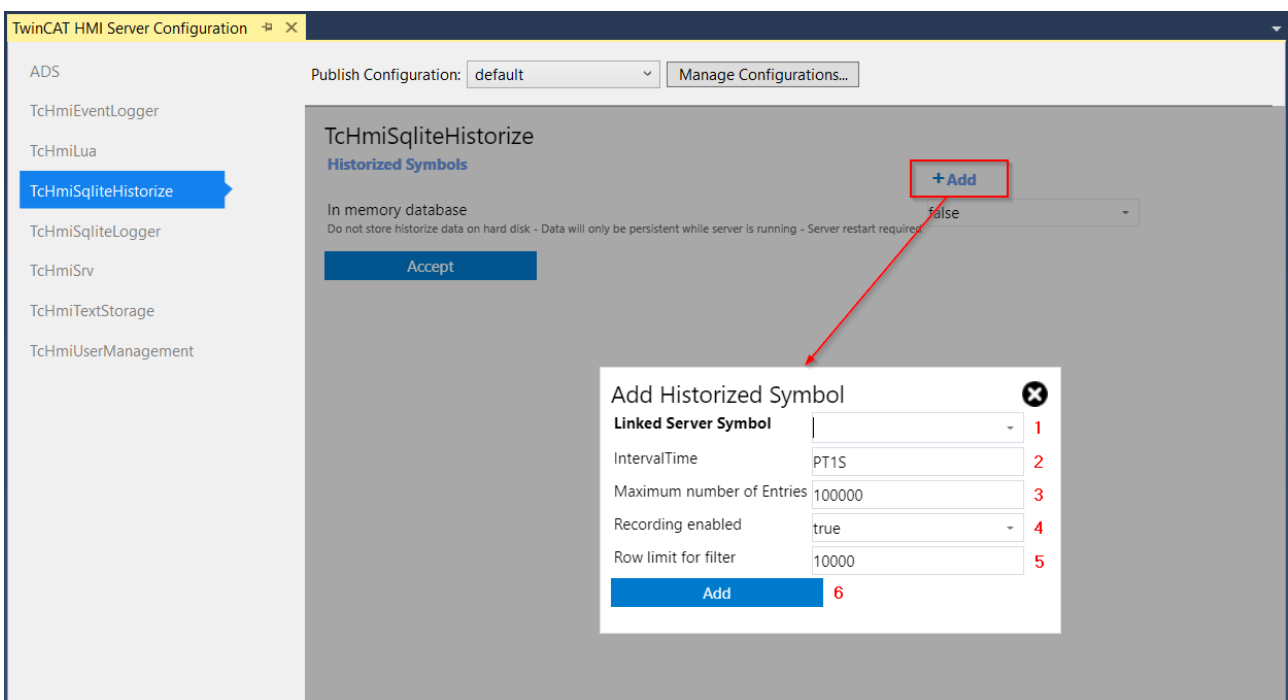 TwinCAT HMI Server Configuration
ADS
TcHmiEventLogger
TcHmiLua
TcHmiSqliteHistorize
TcHmiSqliteLogger
TcHmiSrv
TcHmiTextStorage
TcHmiUserManagement
Publish Configuration: default Manage Configurations...
TcHmiSqliteHistorize
Historized Symbols
+Add
In memory database false
Do not store historize data on hard disk - Data will only be persistent while server is running - Server restart required
Accept
Add Historized Symbol
Linked Server Symbol 1
IntervalTime PT1S 2
Maximum number of Entries 100000 3
Recording enabled true 4
Row limit for filter 10000 5
Add 6